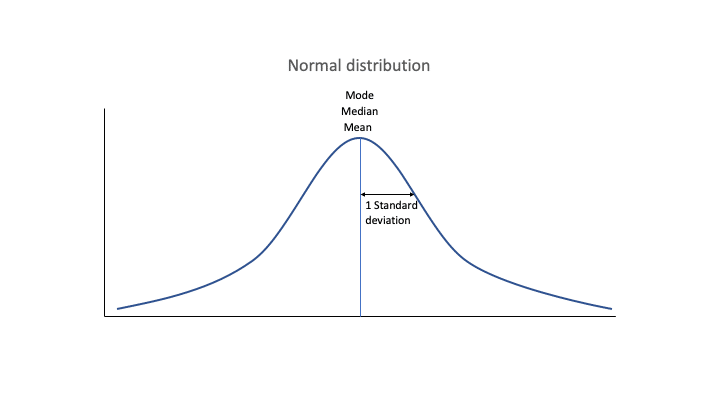 Normal distribution
Mode
Median
Mean
1 Standard
deviation